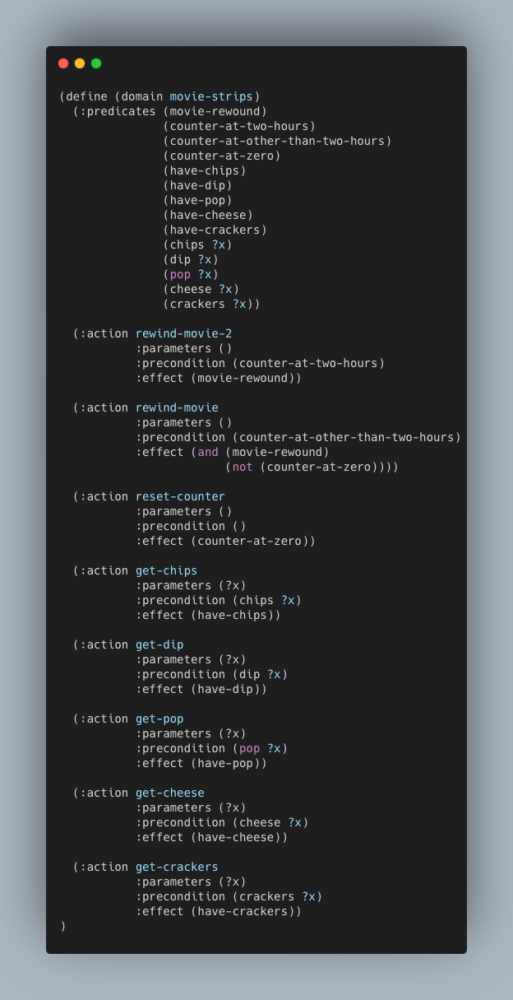 (define (domain movie-strips)
  (:predicates (movie-rewound)
               (counter-at-two-hours)
               (counter-at-other-than-two-hours)
               (counter-at-zero)
               (have-chips)
               (have-dip)
               (have-pop)
               (have-cheese)
               (have-crackers)
               (chips ?x)
               (dip ?x)
               (pop ?x)
               (cheese ?x)
               (crackers ?x))

  (:action rewind-movie-2
           :parameters ()
           :precondition (counter-at-two-hours)
           :effect (movie-rewound))

  (:action rewind-movie
           :parameters ()
           :precondition (counter-at-other-than-two-hours)
           :effect (and (movie-rewound)
                        (not (counter-at-zero))))

  (:action reset-counter
           :parameters ()
           :precondition ()
           :effect (counter-at-zero))

  (:action get-chips
           :parameters (?x)
           :precondition (chips ?x)
           :effect (have-chips))

  (:action get-dip
           :parameters (?x)
           :precondition (dip ?x)
           :effect (have-dip))

  (:action get-pop
           :parameters (?x)
           :precondition (pop ?x)
           :effect (have-pop))

  (:action get-cheese
           :parameters (?x)
           :precondition (cheese ?x)
           :effect (have-cheese))

  (:action get-crackers
           :parameters (?x)
           :precondition (crackers ?x)
           :effect (have-crackers))
)